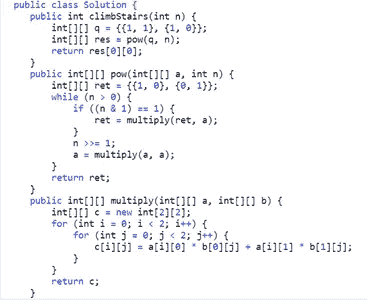 public class Solution {
    public int climbStairs(int n) {
        int[][] q = {{1, 1}, {1, 0}};
        int[][] res = pow(q, n);
        return res[0][0];
    }
    public int[][] pow(int[][] a, int n) {
        int[][] ret = {{1, 0}, {0, 1}};
        while (n > 0) {
            if ((n & 1) == 1) {
                ret = multiply(ret, a);
            }
            n >>= 1;
            a = multiply(a, a);
        }
        return ret;
    }
    public int[][] multiply(int[][] a, int[][] b) {
        int[][] c = new int[2][2];
        for (int i = 0; i < 2; i++) {
            for (int j = 0; j < 2; j++) {
                c[i][j] = a[i][0] * b[0][j] + a[i][1] * b[1][j];
            }
        }
        return c;
    }